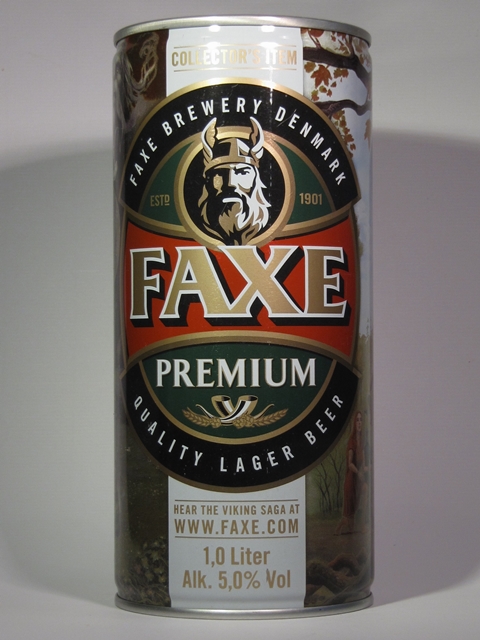 COLLECTOR'S ITEM
FAXE BREWERY DENMARK
ESTD 1901
FAXE
PREMIUM
QUALITY LAGER BEER
HEAR THE VIKING SAGA AT
WWW.FAXE.COM
1,0 Liter
Alk. 5,0% Vol